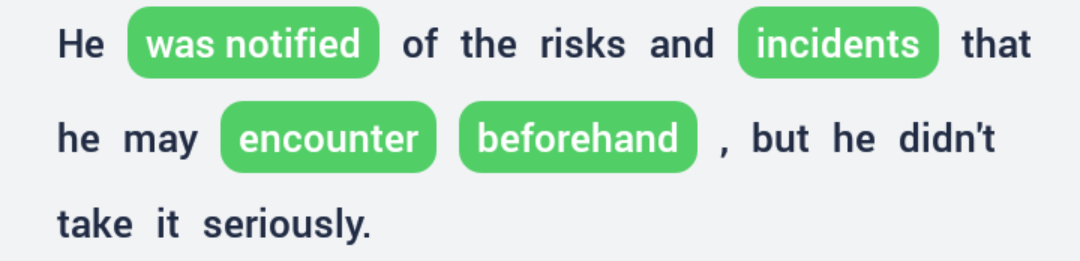 He was notified of the risks and incidents that
he may encounter beforehand , but he didn't
take it seriously.